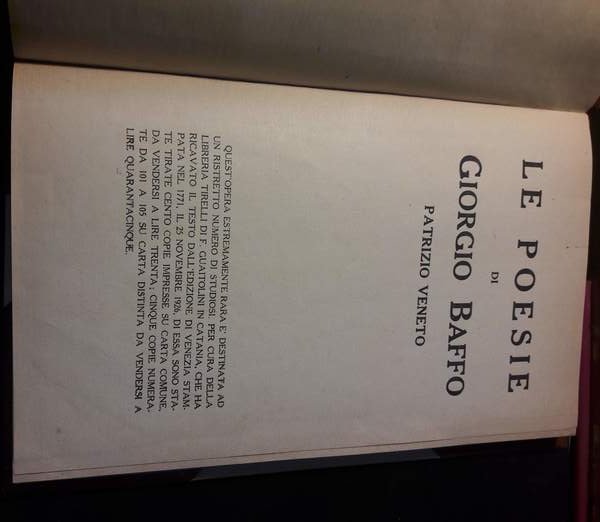 LE POESIE
DI
GIORGIO BAFFO
PATRIZIO VENETO
QUEST'OPERA ESTREMAMENTE RARA E' DESTINATA AD
UN RISTRETTO NUMERO DI STUDIOSI; PER CURA DELLA
LIBRERIA TIRELLI DI F. GUAITOLINI IN CATANIA, CHE HA
RICAVATO IL TESTO DALL'EDIZIONE DI VENEZIA STAM-
PATA NEL 1771, IL 25 NOVEMBRE 1926, DI ESSA SONO STA-
TE TIRATE CENTO COPIE IMPRESSE SU CARTA COMUNE,
DA VENDERSI A LIRE TRENTA; CINQUE COPIE NUMERA-
TE DA 101 A 105 SU CARTA DISTINTA DA VENDERSI A
LIRE QUARANTACINQUE.